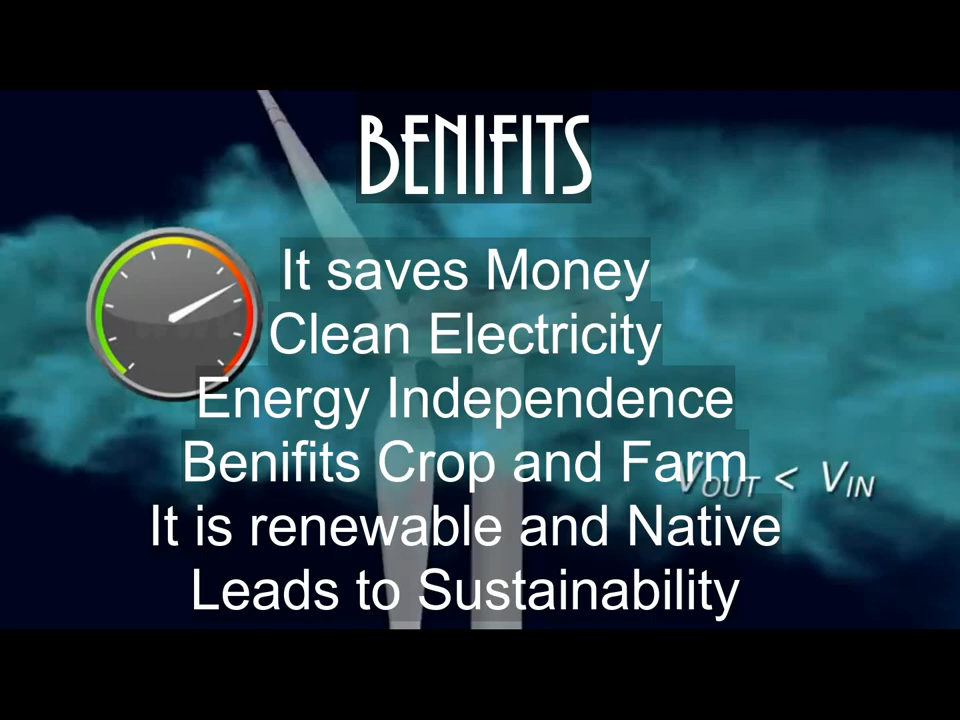 BENIFITS
It saves Money
Clean Electricity
Energy Independence
Benifits Crop and Farm
VOUT < VIN
It is renewable and Native
Leads to Sustainability